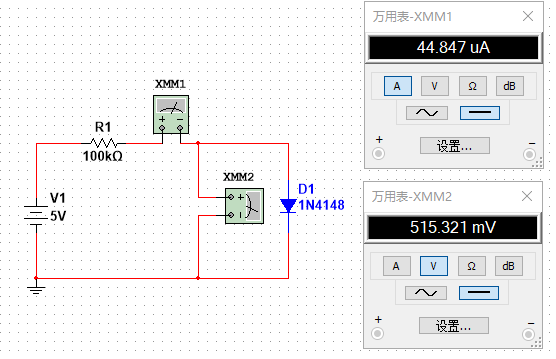 万用表-XMM1
44.847 uA
A V Ω dB
+ 设置... -
XMM1
+ -
R1
100kΩ
XMM2
+
V1
5V
D1
1N4148
万用表-XMM2
515.321 mV
A V Ω dB
+ 设置... -